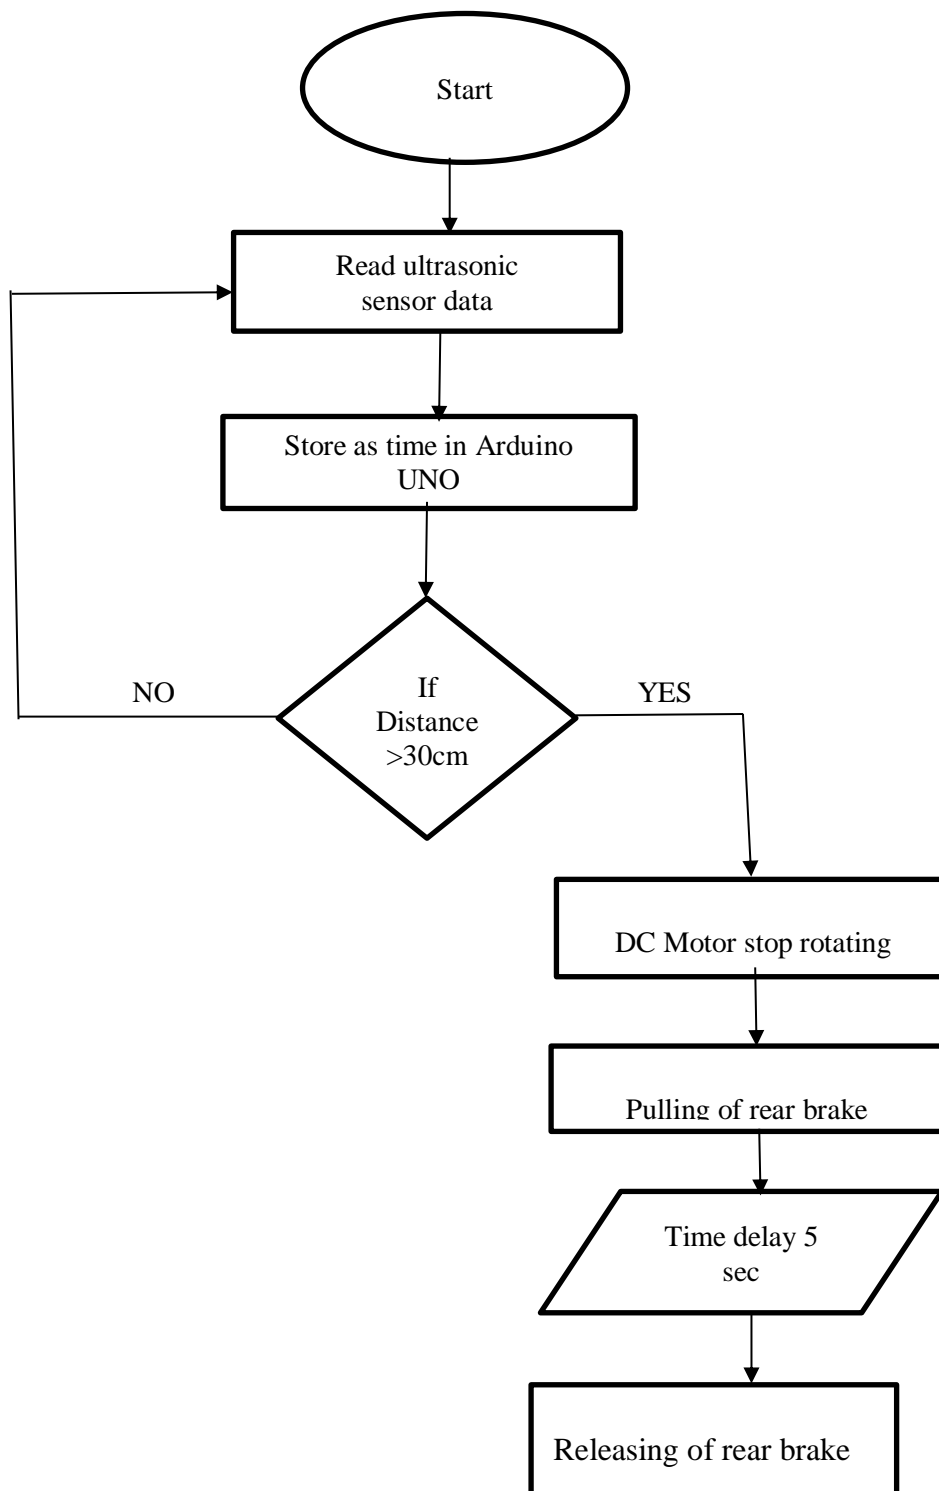 Start
Read ultrasonic
sensor data
Store as time in Arduino
UNO
NO
If
Distance
>30cm
YES
DC Motor stop rotating
Pulling of rear brake
Time delay 5
sec
Releasing of rear brake